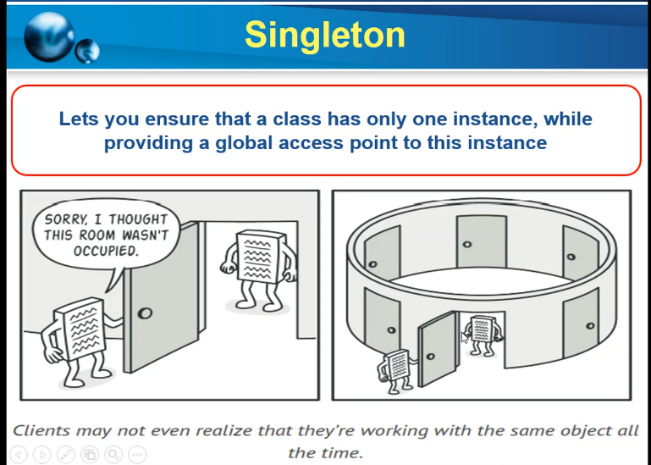 Singleton
Lets you ensure that a class has only one instance, while
providing a global access point to this instance
SORRY, I THOUGHT
THIS ROOM WASN'T
OCCUPIED.
Clients may not even realize that they're working with the same object all
the time.